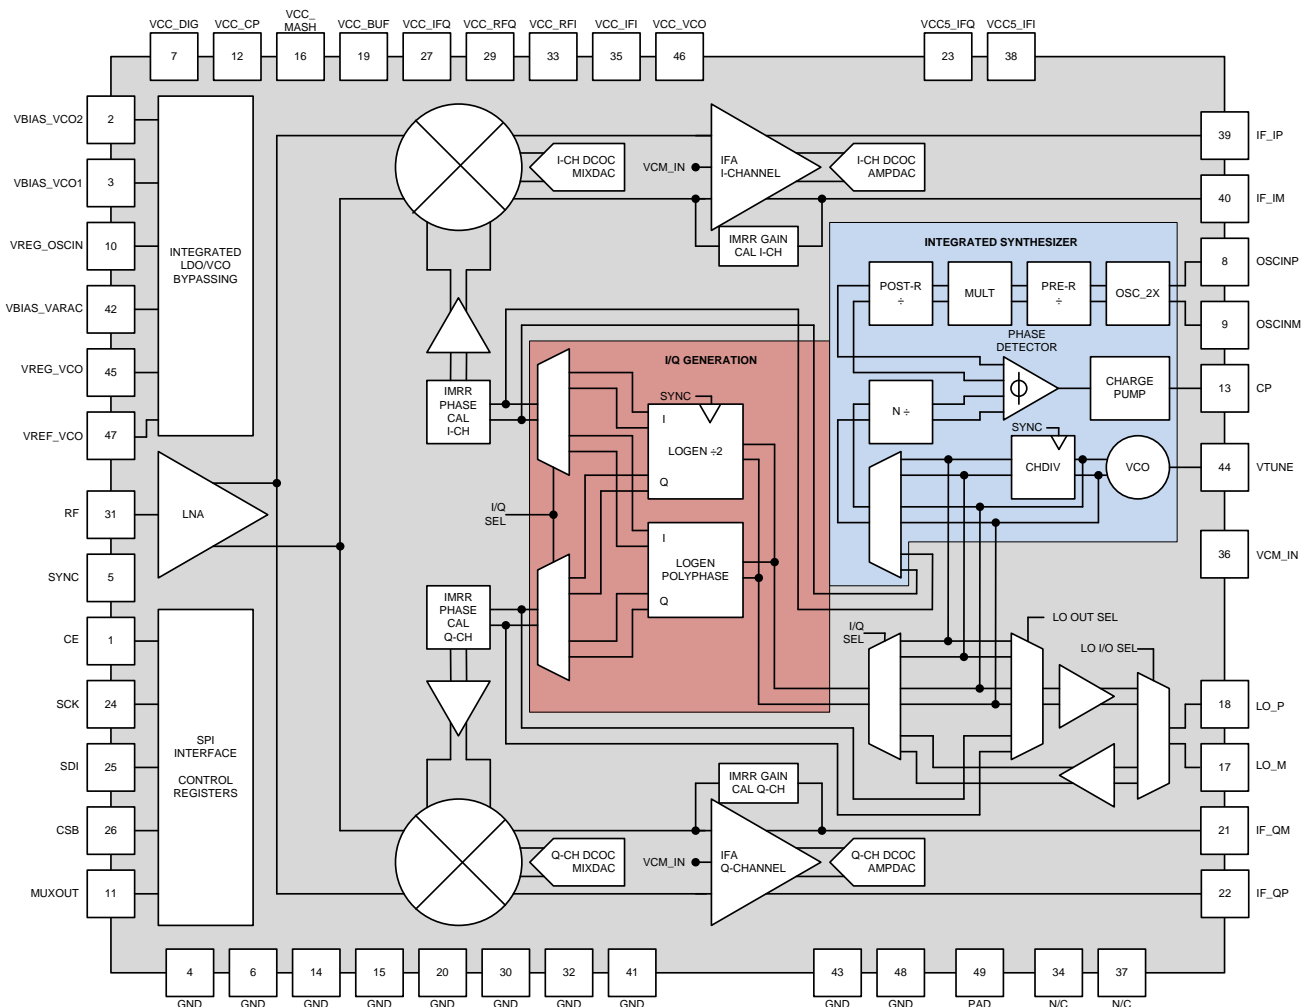 VCC_DIG VCC_CP VCC_MASH VCC_BUF VCC_IFQ VCC_RFQ VCC_RFI VCC_IFI VCC_VCO VCC5_IFQ VCC5_IFI
7 12 16 19 27 29 33 35 46 23 38
VBIAS_VCO2 2
VBIAS_VCO1 3
VREG_OSCIN 10
VBIAS_VARAC 42
VREG_VCO 45
VREF_VCO 47
RF 31
SYNC 5
CE 1
SCK 24
SDI 25
CSB 26
MUXOUT 11
INTEGRATED
LDO/VCO
BYPASSING
LNA
SPI
INTERFACE
CONTROL
REGISTERS
I-CH DCOC
MIXDAC
VCM_IN
IFA
I-CHANNEL
I-CH DCOC
AMPDAC
IMRR GAIN
CAL I-CH
IMRR
PHASE
CAL
I-CH
IMRR
PHASE
CAL
Q-CH
I/Q GENERATION
SYNC
I
LOGEN ÷2
Q
I/Q
SEL
I
LOGEN
POLYPHASE
Q
INTEGRATED SYNTHESIZER
POST-R
÷
MULT
PRE-R
÷
OSC_2X
PHASE
DETECTOR
CHARGE
PUMP
N ÷
SYNC
CHDIV
VCO
I/Q
SEL
LO OUT SEL
LO I/O SEL
IMRR GAIN
CAL Q-CH
Q-CH DCOC
MIXDAC
VCM_IN
IFA
Q-CHANNEL
Q-CH DCOC
AMPDAC
39 IF_IP
40 IF_IM
8 OSCINP
9 OSCINM
13 CP
44 VTUNE
36 VCM_IN
18 LO_P
17 LO_M
21 IF_QM
22 IF_QP
4 6 14 15 20 30 32 41 43 48 49 34 37
GND GND GND GND GND GND GND GND GND GND PAD N/C N/C